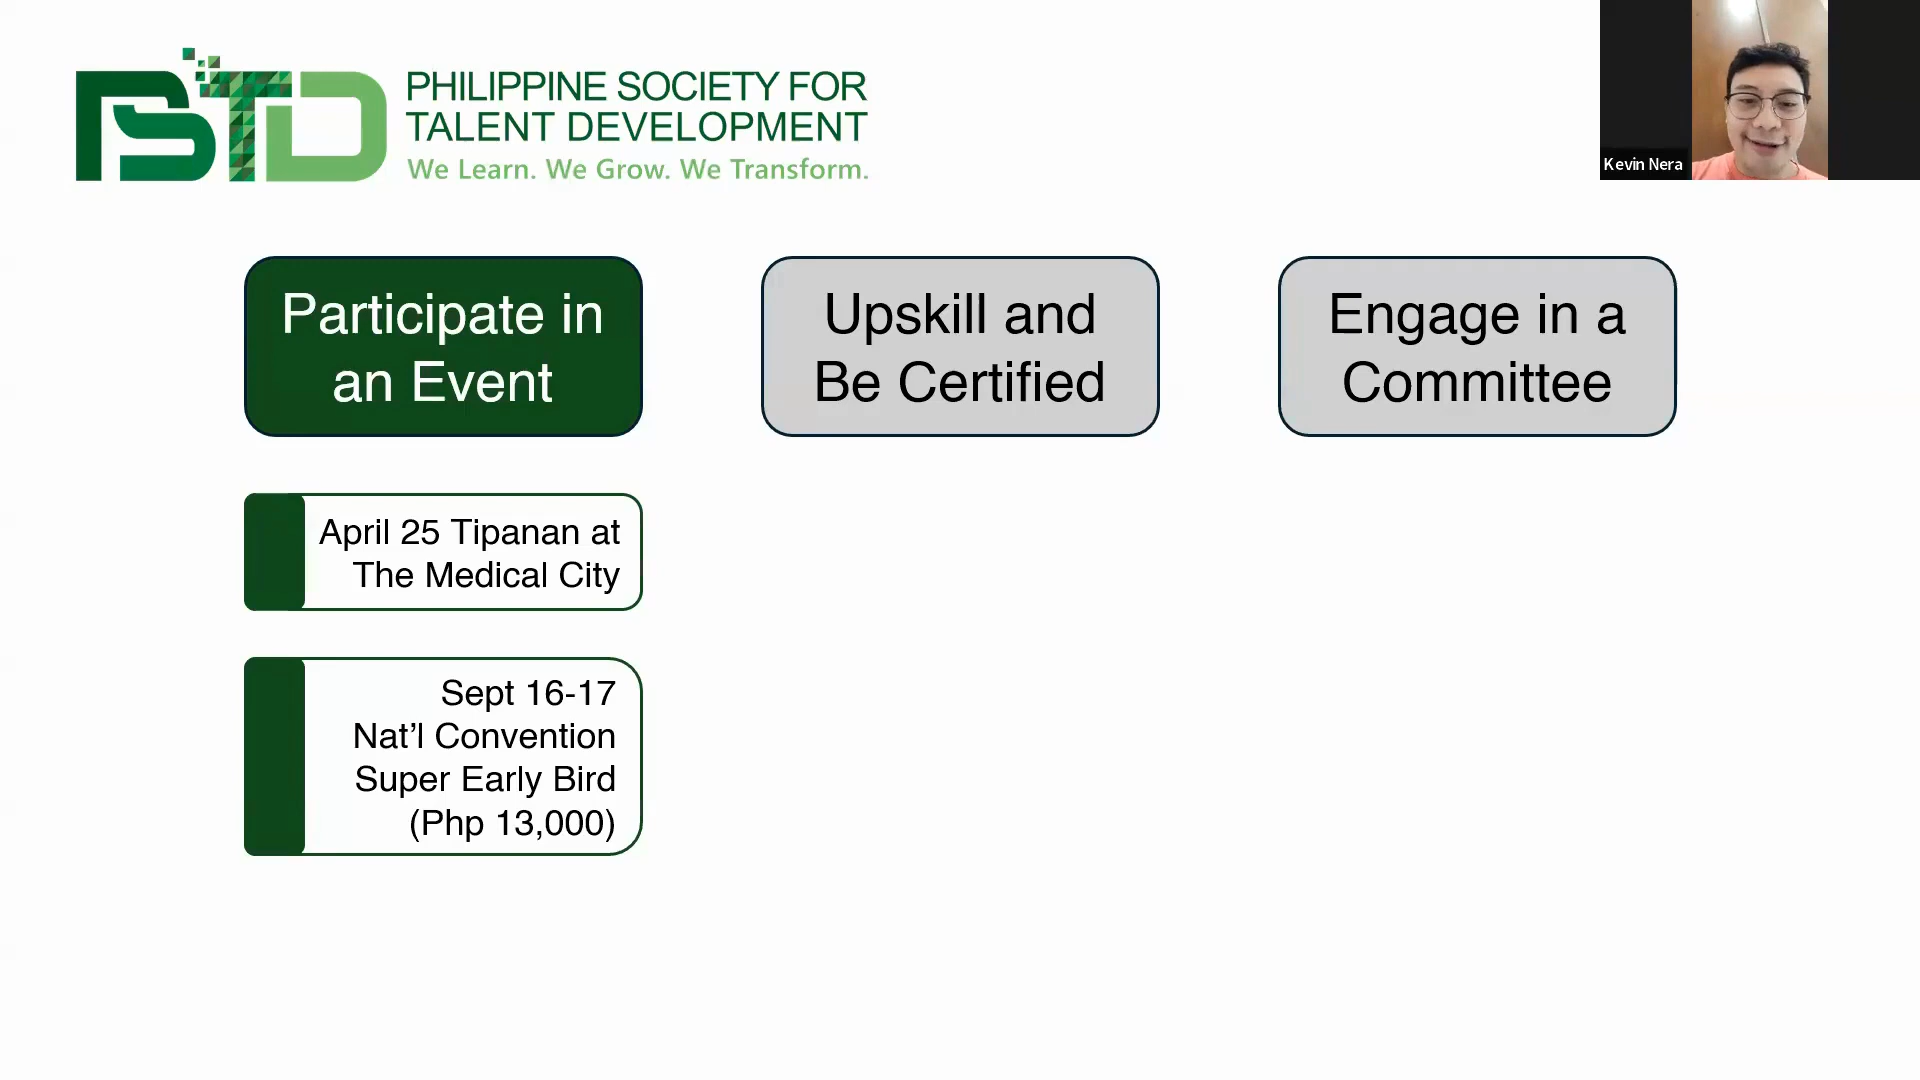 PSTD
PHILIPPINE SOCIETY FOR
TALENT DEVELOPMENT
We Learn. We Grow. We Transform.
Kevin Nera
Participate in
an Event
Upskill and
Be Certified
Engage in a
Committee
April 25 Tipanan at
The Medical City
Sept 16-17
Nat’l Convention
Super Early Bird
(Php 13,000)